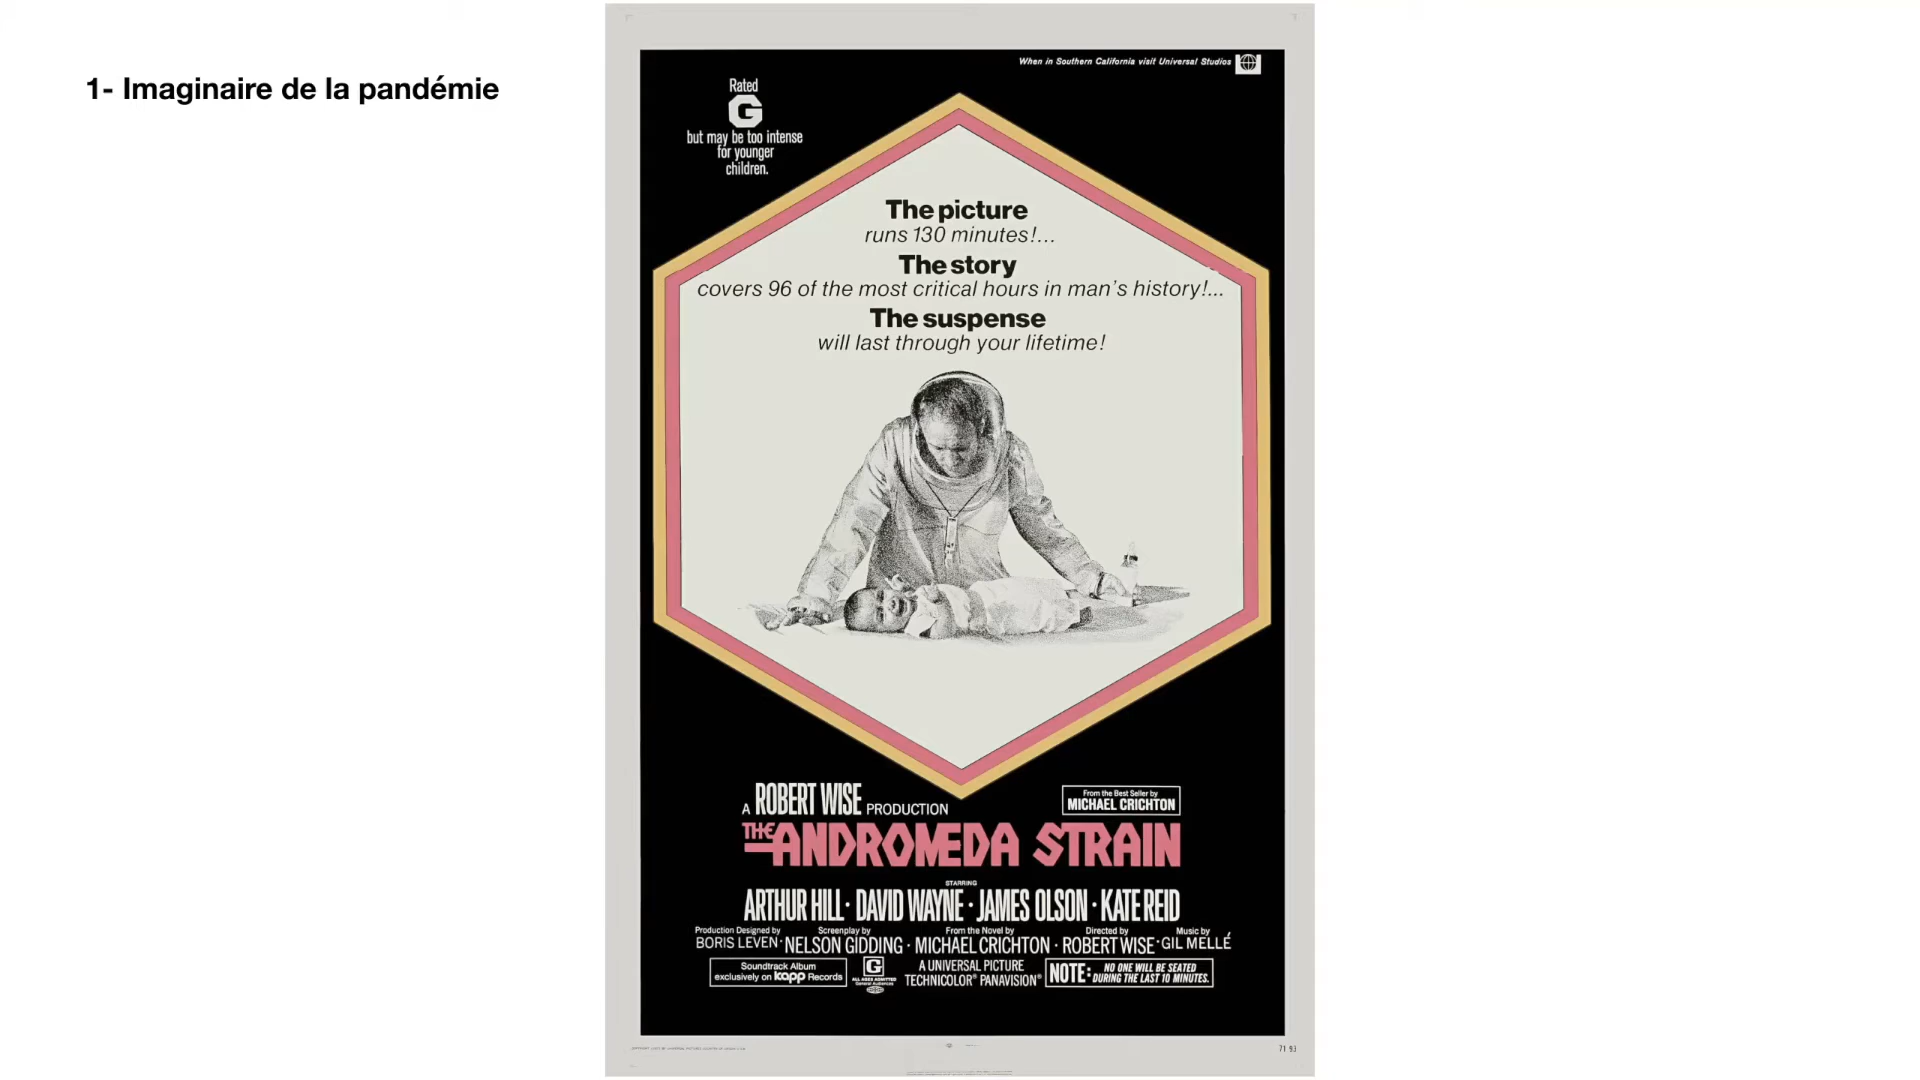 1- Imaginaire de la pandémie
When in Southern California visit Universal Studios
Rated
G
but may be too intense
for younger
children.
The picture
runs 130 minutes!...
The story
covers 96 of the most critical hours in man's history!...
The suspense
will last through your lifetime!
A ROBERT WISE PRODUCTION
From the Best Seller by
MICHAEL CRICHTON
THE ANDROMEDA STRAIN
STARRING
ARTHUR HILL · DAVID WAYNE · JAMES OLSON · KATE REID
Production Designed by
BORIS LEVEN ·
Screenplay by
NELSON GIDDING ·
From the Novel by
MICHAEL CRICHTON ·
Directed by
ROBERT WISE ·
Music by
GIL MELLÉ
Soundtrack Album
exclusively on kapp Records
G
ALL AGES ADMITTED
General Audiences
A UNIVERSAL PICTURE
TECHNICOLOR® PANAVISION®
NOTE: NO ONE WILL BE SEATED
DURING THE LAST 10 MINUTES.
71 93